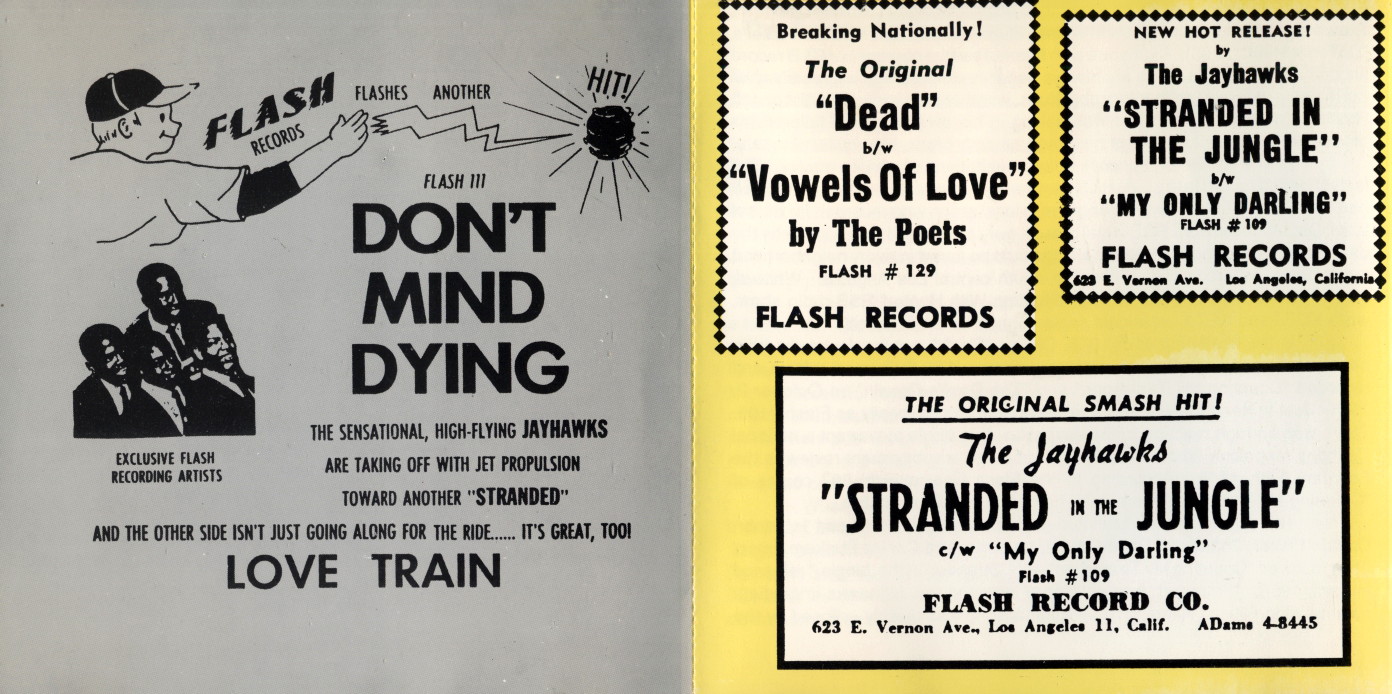 FLASH
RECORDS
FLASHES ANOTHER
HIT!
FLASH 111
DON'T
MIND
DYING
EXCLUSIVE FLASH
RECORDING ARTISTS
THE SENSATIONAL, HIGH-FLYING JAYHAWKS
ARE TAKING OFF WITH JET PROPULSION
TOWARD ANOTHER "STRANDED"
AND THE OTHER SIDE ISN'T JUST GOING ALONG FOR THE RIDE...... IT'S GREAT, TOO!
LOVE TRAIN
Breaking Nationally!
The Original
"Dead"
b/w
"Vowels Of Love"
by The Poets
FLASH # 129
FLASH RECORDS
NEW HOT RELEASE!
by
The Jayhawks
"STRANDED IN
THE JUNGLE"
b/w
"MY ONLY DARLING"
FLASH # 109
FLASH RECORDS
623 E. Vernon Ave. Los Angeles, California
THE ORIGINAL SMASH HIT!
The Jayhawks
"STRANDED IN THE JUNGLE"
c/w "My Only Darling"
Flash #109
FLASH RECORD CO.
623 E. Vernon Ave., Los Angeles 11, Calif. ADams 4-8445